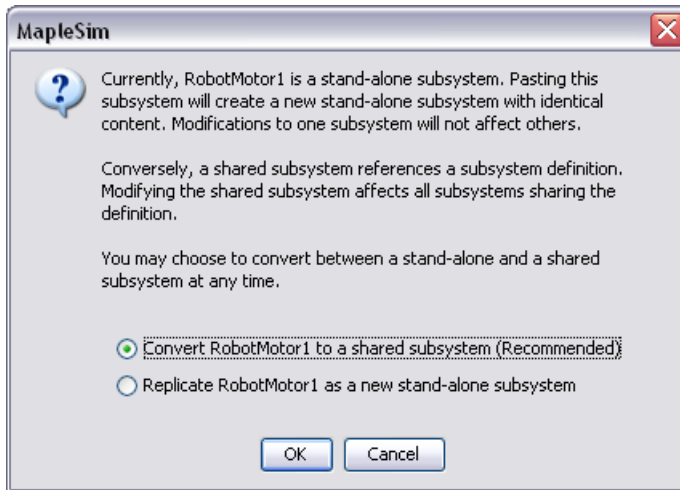 MapleSim
Currently, RobotMotor1 is a stand-alone subsystem. Pasting this
subsystem will create a new stand-alone subsystem with identical
content. Modifications to one subsystem will not affect others.
Conversely, a shared subsystem references a subsystem definition.
Modifying the shared subsystem affects all subsystems sharing the
definition.
You may choose to convert between a stand-alone and a shared
subsystem at any time.
Convert RobotMotor1 to a shared subsystem (Recommended)
Replicate RobotMotor1 as a new stand-alone subsystem
OK Cancel